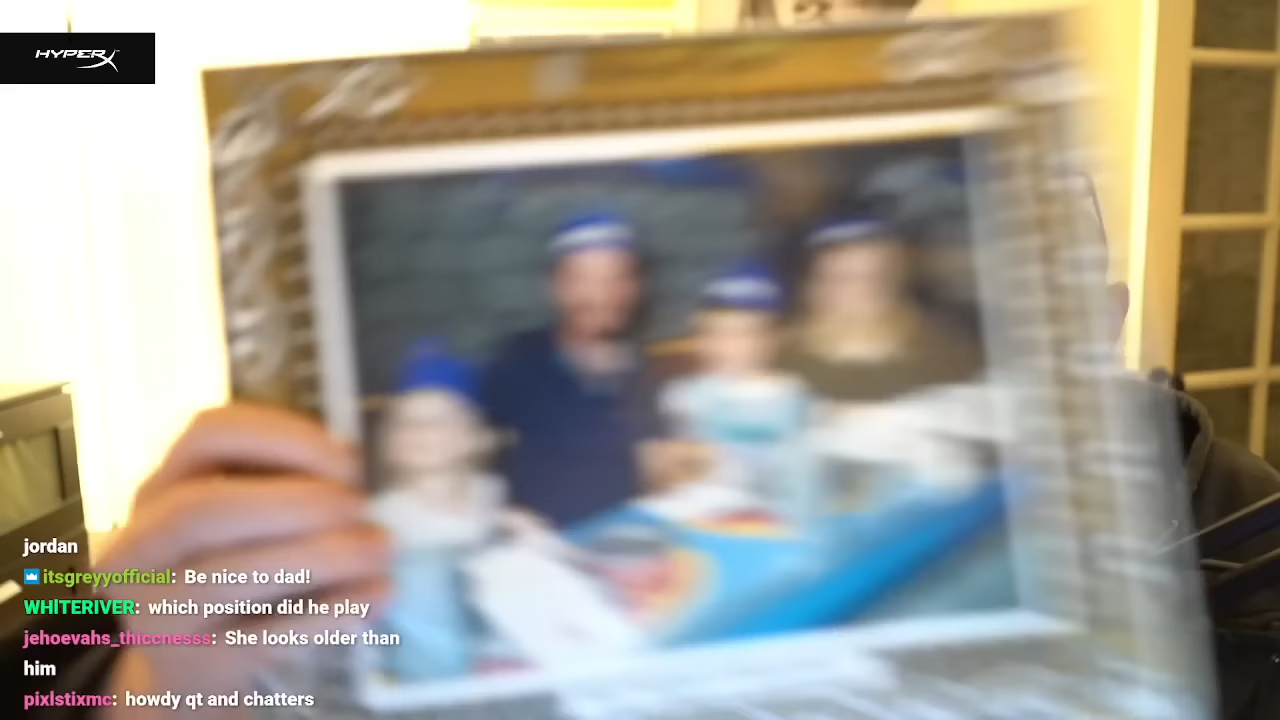 HYPERX
jordan
itsgreyyofficial: Be nice to dad!
WHITERIVER: which position did he play
jehoevahs_thiccnesss: She looks older than
him
pixlstixmc: howdy qt and chatters